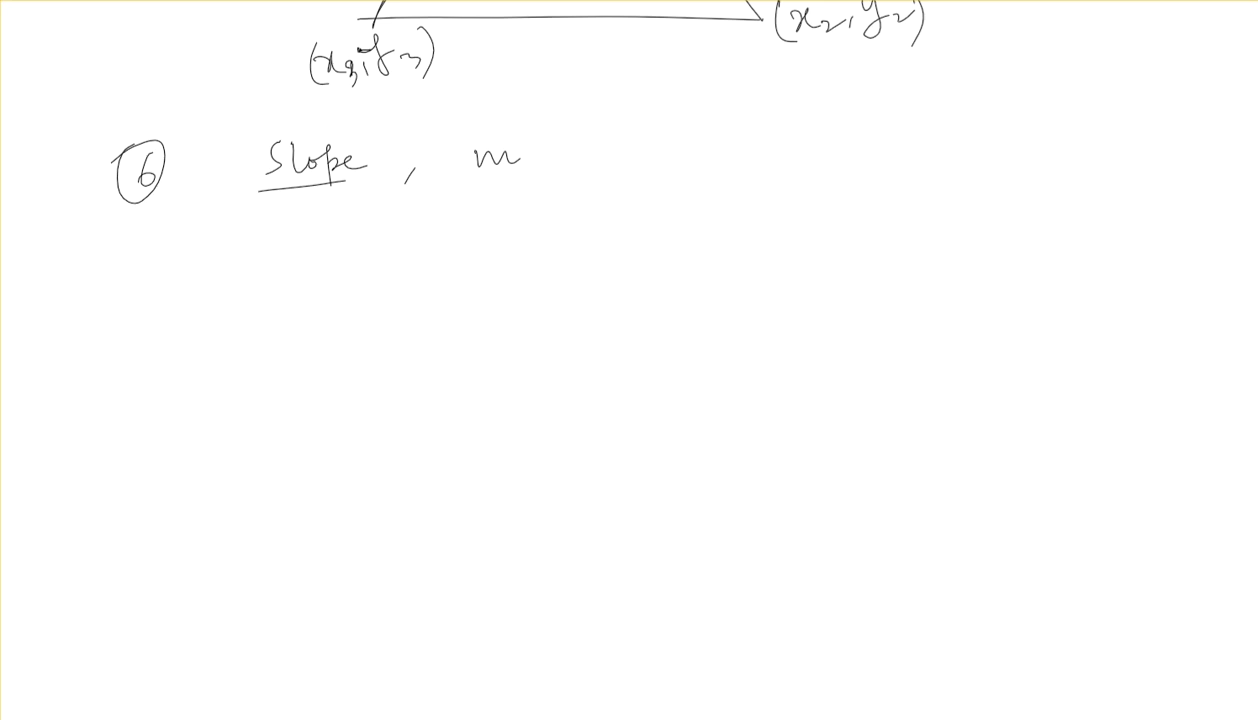 (x₂, y₂)
(x₃, y₃)
⑥ Slope, m